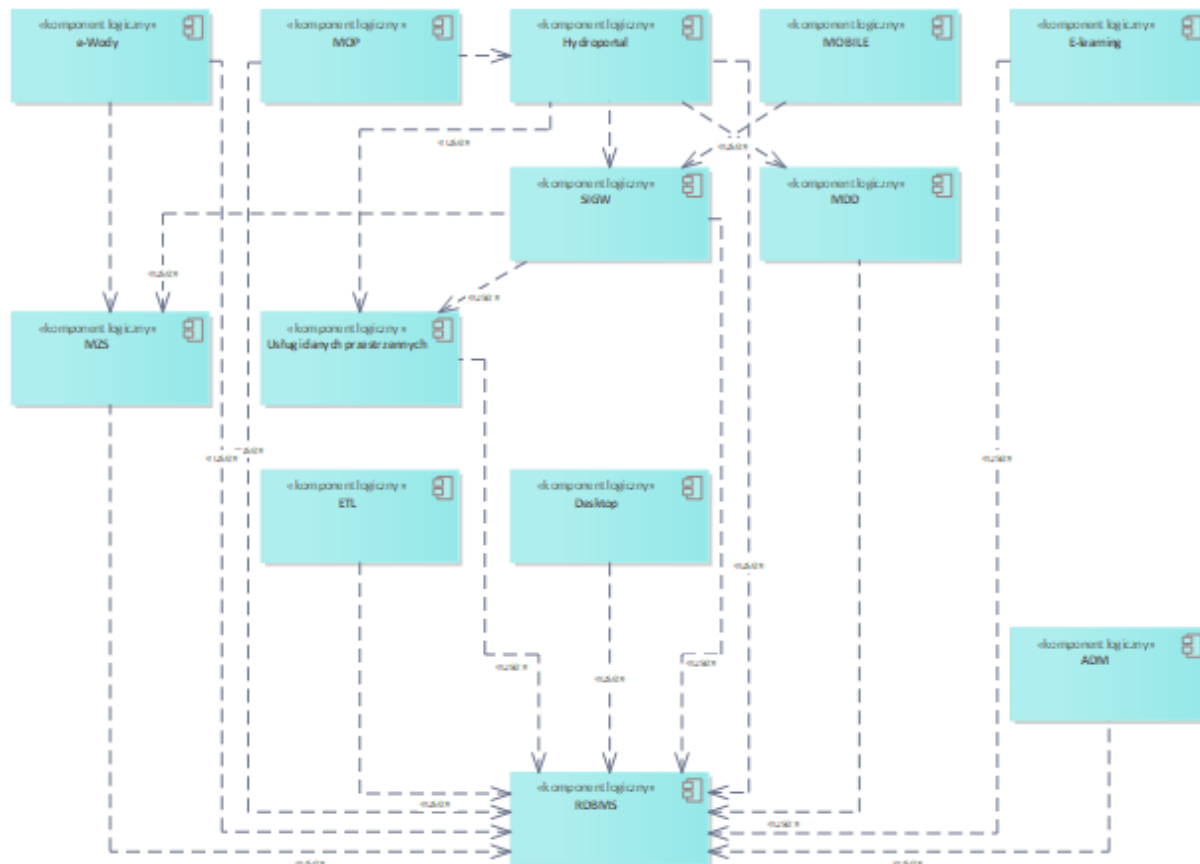 «komponent logiczny»
e-Wody
«komponent logiczny»
MOP
«komponent logiczny»
Hydroportal
«komponent logiczny»
MOBILE
«komponent logiczny»
E-learning
«use»
«use»
«komponent logiczny»
SIGW
«komponent logiczny»
MDD
«use»
«use»
«komponent logiczny»
MZS
«komponent logiczny»
Usługi danych przestrzennych
«use»
«use»
«use»
«komponent logiczny»
ETL
«komponent logiczny»
Desktop
«use»
«komponent logiczny»
ADM
«use»
«use»
«use»
«komponent logiczny»
RDBMS
«use»
«use»
«use»
«use»